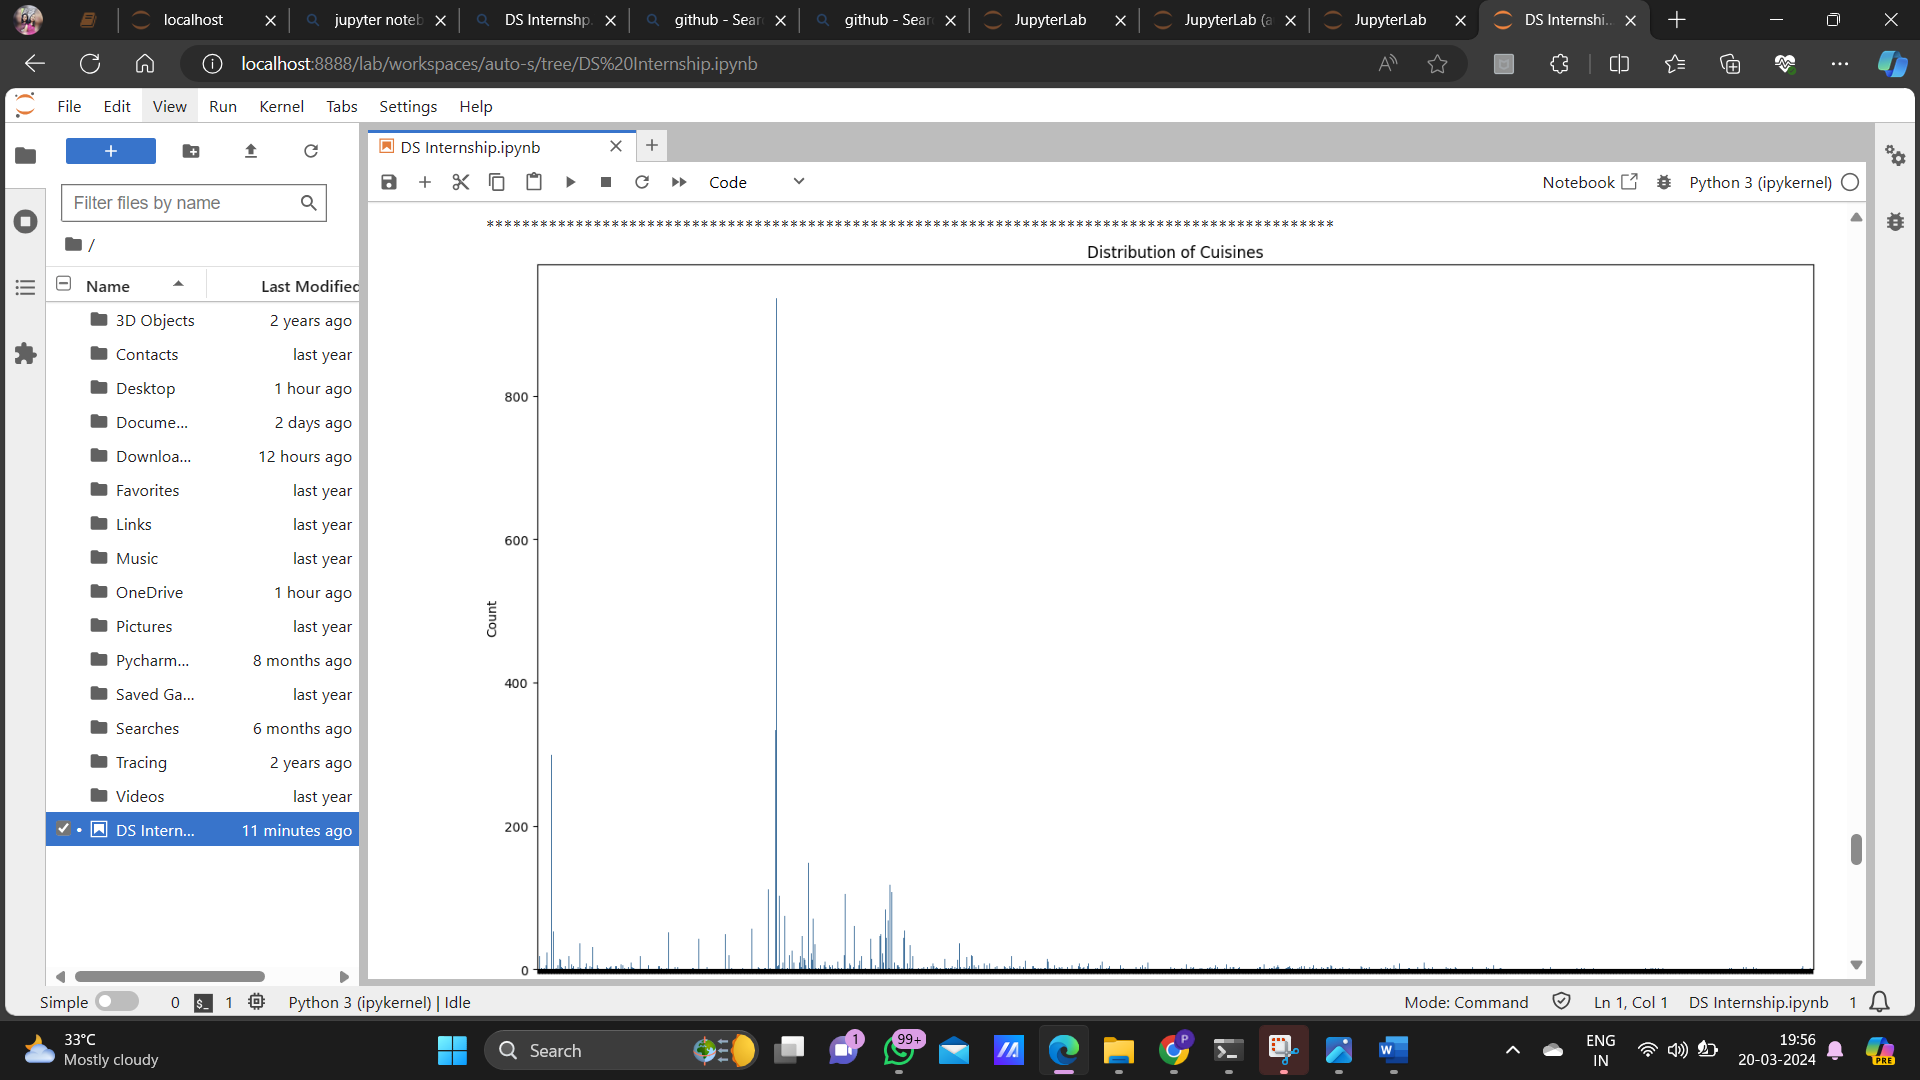 localhost
jupyter noteb
DS Internshp.
github - Sear
github - Sear
JupyterLab
JupyterLab (a
JupyterLab
DS Internshi...
localhost:8888/lab/workspaces/auto-s/tree/DS%20Internship.ipynb
File Edit View Run Kernel Tabs Settings Help
DS Internship.ipynb
Code
Notebook
Python 3 (ipykernel)
Filter files by name
/
Name Last Modified
3D Objects 2 years ago
Contacts last year
Desktop 1 hour ago
Docume... 2 days ago
Downloa... 12 hours ago
Favorites last year
Links last year
Music last year
OneDrive 1 hour ago
Pictures last year
Pycharm... 8 months ago
Saved Ga... last year
Searches 6 months ago
Tracing 2 years ago
Videos last year
DS Intern... 11 minutes ago
Distribution of Cuisines
800
600
Count
400
200
0
Simple 0 1 Python 3 (ipykernel) | Idle Mode: Command Ln 1, Col 1 DS Internship.ipynb 1
33°C
Mostly cloudy
Search
1
99+
P
ENG
IN
19:56
20-03-2024
PRE